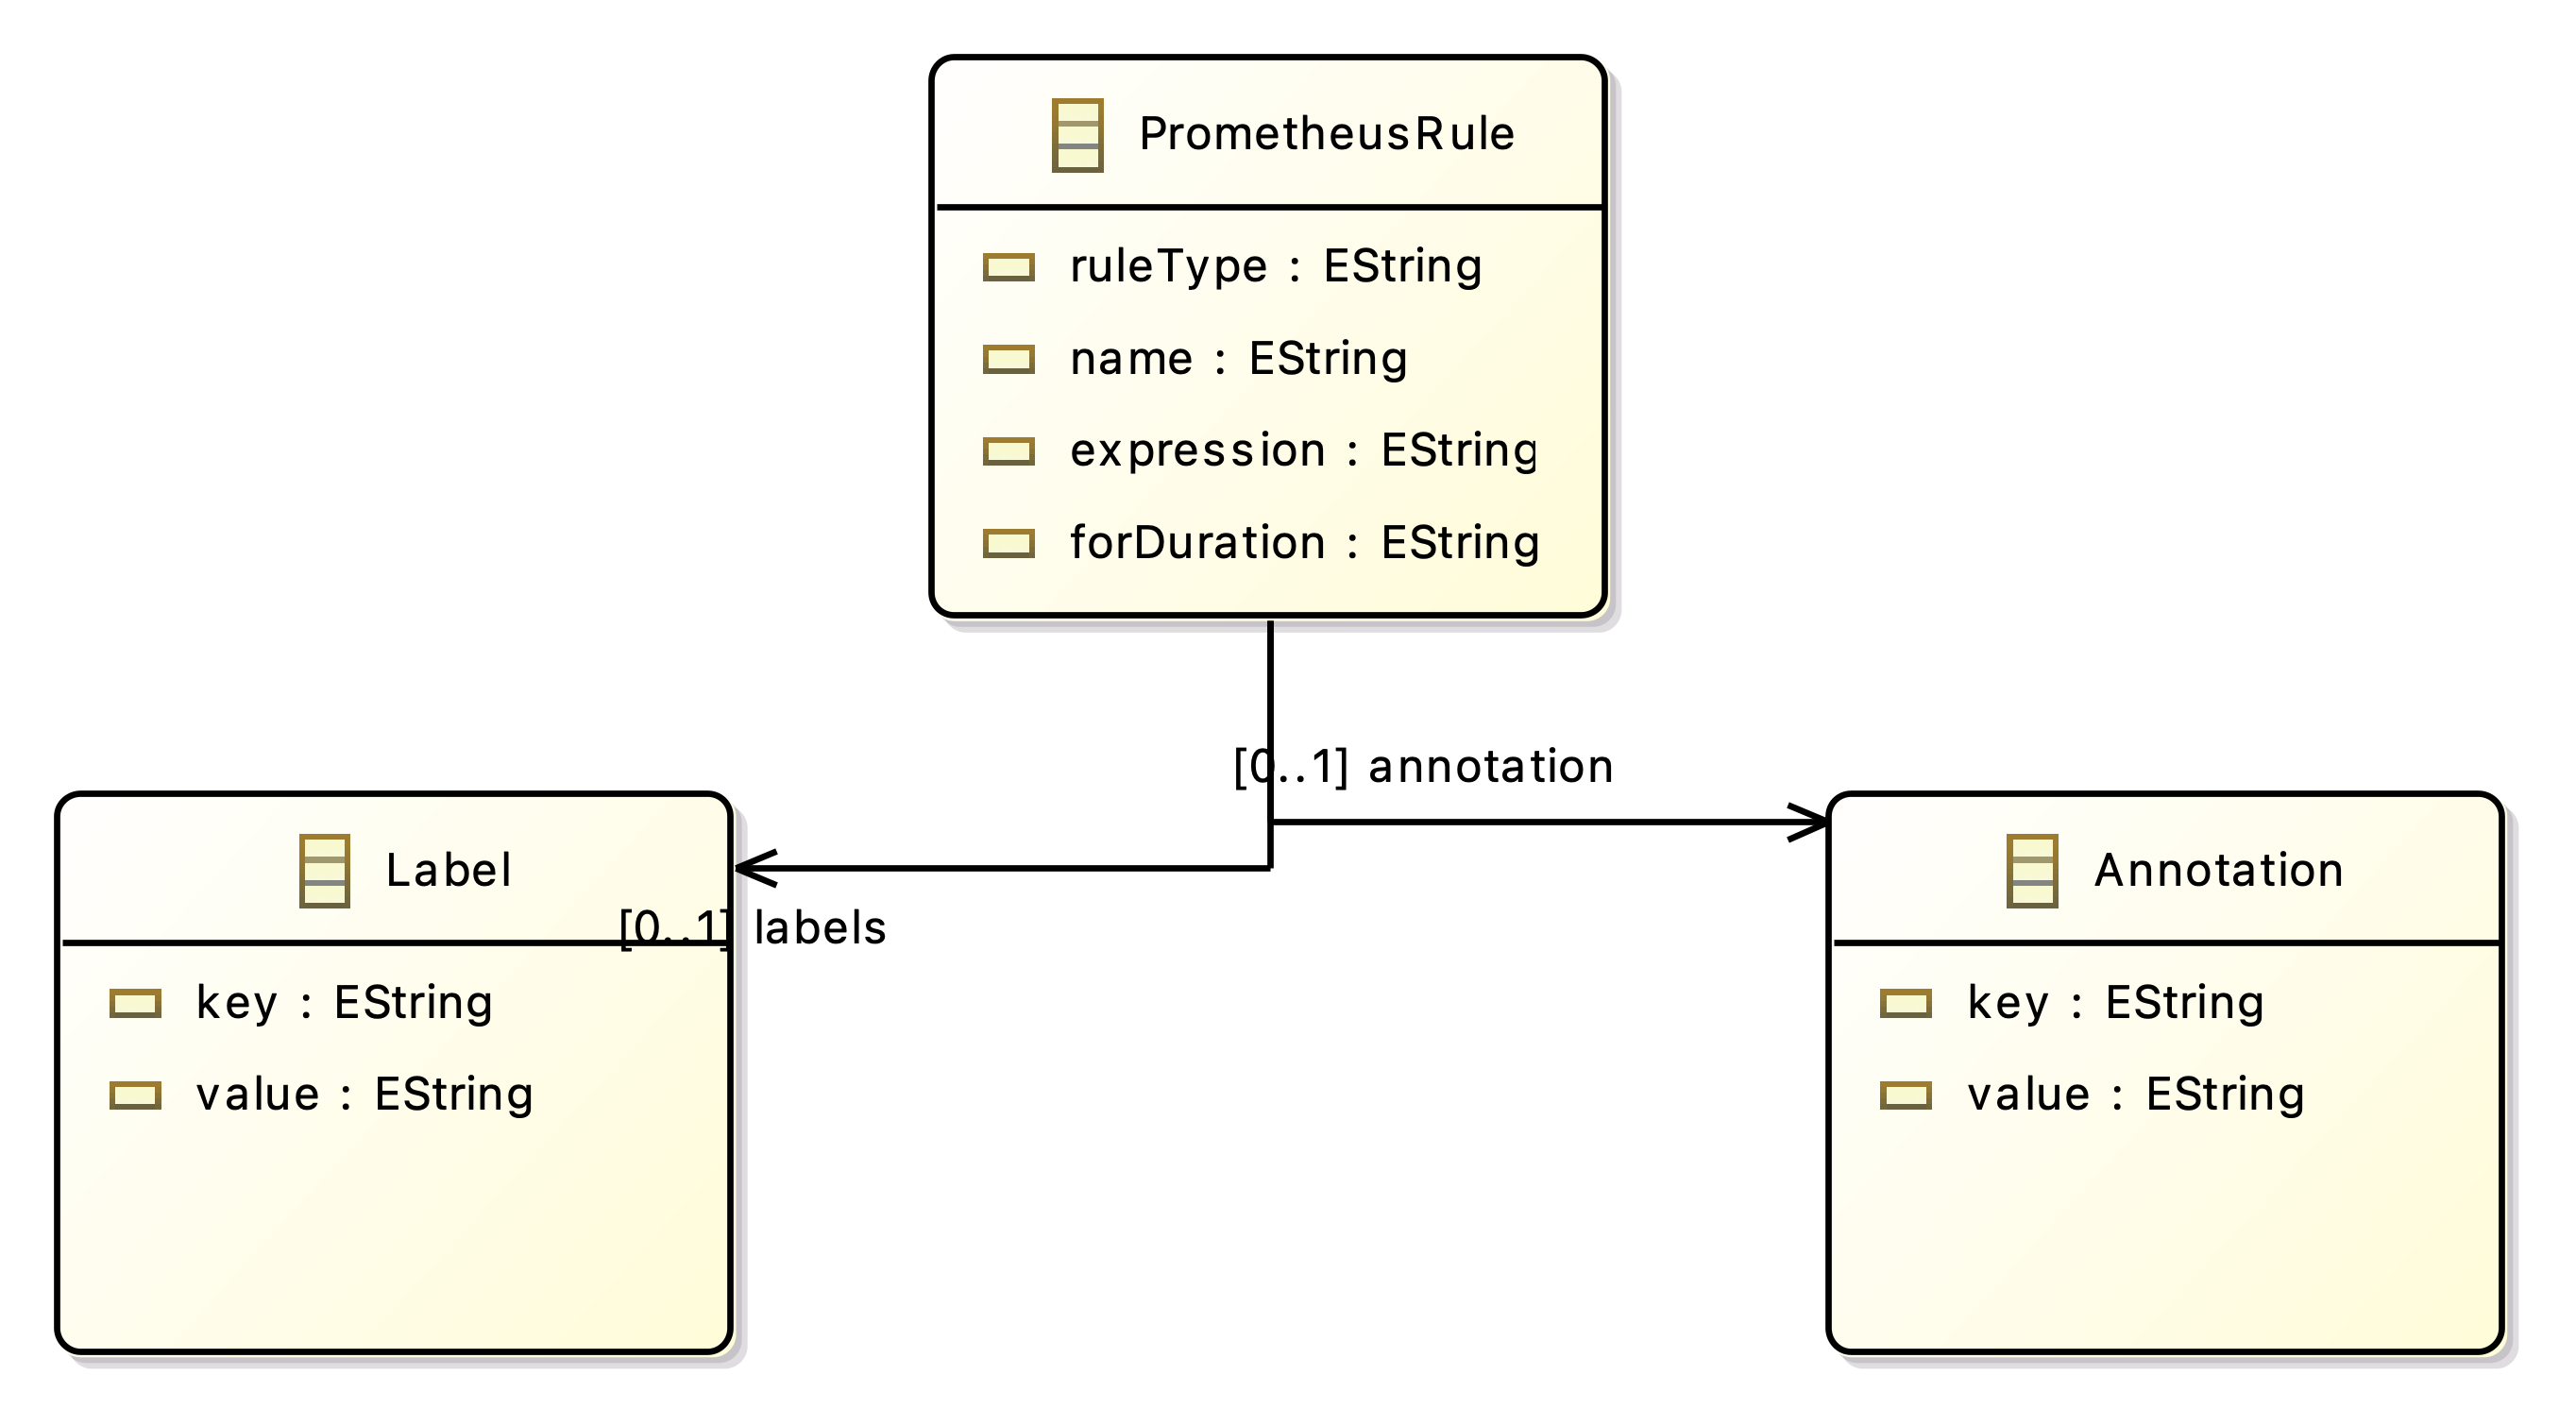 PrometheusRule
ruleType : EString
name : EString
expression : EString
forDuration : EString
[0..1] annotation
Label
[0..1] labels
key : EString
value : EString
Annotation
key : EString
value : EString